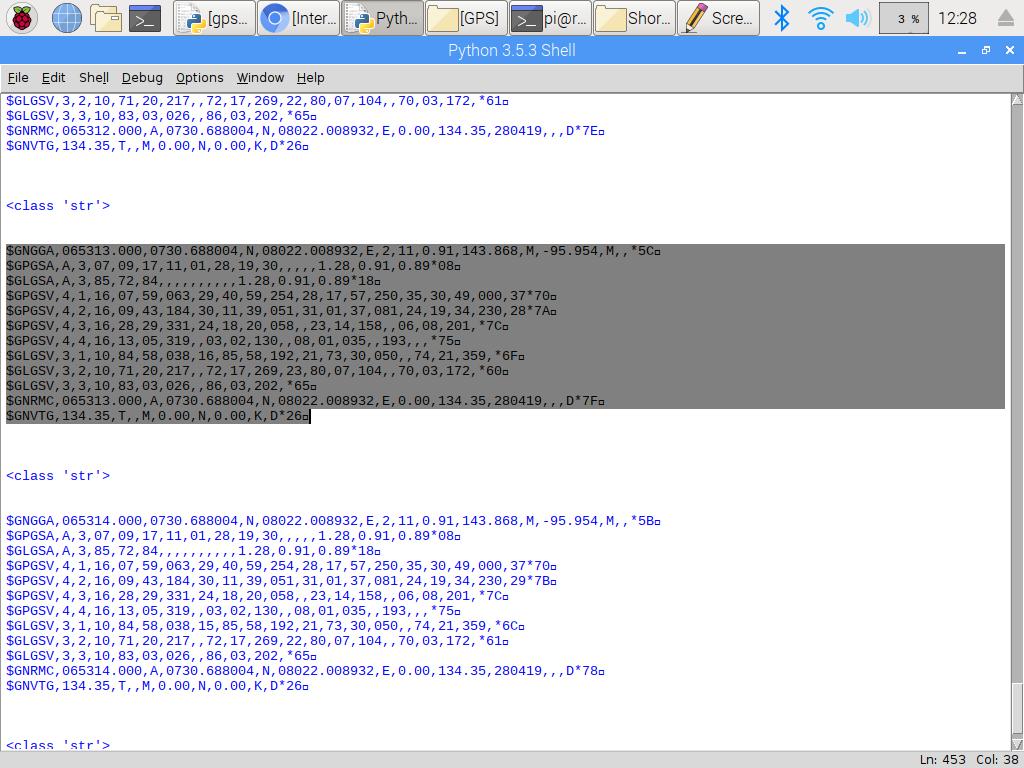 [gps...
[Inter...
Pyth...
[GPS]
pi@r...
Shor...
Scre...
3 %
12:28
Python 3.5.3 Shell
File Edit Shell Debug Options Window Help
$GLGSV,3,2,10,71,20,217,,72,17,269,22,80,07,104,,70,03,172,*61
$GLGSV,3,3,10,83,03,026,,86,03,202,*65
$GNRMC,065312.000,A,0730.688004,N,08022.008932,E,0.00,134.35,280419,,,D*7E
$GNVTG,134.35,T,,M,0.00,N,0.00,K,D*26
<class 'str'>
$GNGGA,065313.000,0730.688004,N,08022.008932,E,2,11,0.91,143.868,M,-95.954,M,,*5C
$GPGSA,A,3,07,09,17,11,01,28,19,30,,,,,1.28,0.91,0.89*08
$GLGSA,A,3,85,72,84,,,,,,,,,,1.28,0.91,0.89*18
$GPGSV,4,1,16,07,59,063,29,40,59,254,28,17,57,250,35,30,49,000,37*70
$GPGSV,4,2,16,09,43,184,30,11,39,051,31,01,37,081,24,19,34,230,28*7A
$GPGSV,4,3,16,28,29,331,24,18,20,058,,23,14,158,,06,08,201,*7C
$GPGSV,4,4,16,13,05,319,,03,02,130,,08,01,035,,193,,,*75
$GLGSV,3,1,10,84,58,038,16,85,58,192,21,73,30,050,,74,21,359,*6F
$GLGSV,3,2,10,71,20,217,,72,17,269,23,80,07,104,,70,03,172,*60
$GLGSV,3,3,10,83,03,026,,86,03,202,*65
$GNRMC,065313.000,A,0730.688004,N,08022.008932,E,0.00,134.35,280419,,,D*7F
$GNVTG,134.35,T,,M,0.00,N,0.00,K,D*26
<class 'str'>
$GNGGA,065314.000,0730.688004,N,08022.008932,E,2,11,0.91,143.868,M,-95.954,M,,*5B
$GPGSA,A,3,07,09,17,11,01,28,19,30,,,,,1.28,0.91,0.89*08
$GLGSA,A,3,85,72,84,,,,,,,,,,1.28,0.91,0.89*18
$GPGSV,4,1,16,07,59,063,29,40,59,254,28,17,57,250,35,30,49,000,37*70
$GPGSV,4,2,16,09,43,184,30,11,39,051,31,01,37,081,24,19,34,230,29*7B
$GPGSV,4,3,16,28,29,331,24,18,20,058,,23,14,158,,06,08,201,*7C
$GPGSV,4,4,16,13,05,319,,03,02,130,,08,01,035,,193,,,*75
$GLGSV,3,1,10,84,58,038,15,85,58,192,21,73,30,050,,74,21,359,*6C
$GLGSV,3,2,10,71,20,217,,72,17,269,22,80,07,104,,70,03,172,*61
$GLGSV,3,3,10,83,03,026,,86,03,202,*65
$GNRMC,065314.000,A,0730.688004,N,08022.008932,E,0.00,134.35,280419,,,D*78
$GNVTG,134.35,T,,M,0.00,N,0.00,K,D*26
<class 'str'>
Ln: 453 Col: 38